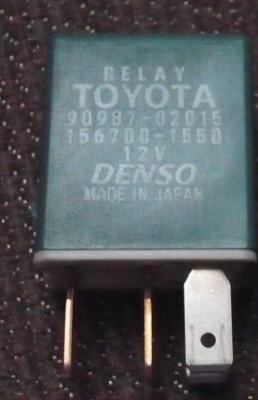 RELAY
TOYOTA
90987-02015
156700-1550
12V
DENSO
MADE IN JAPAN